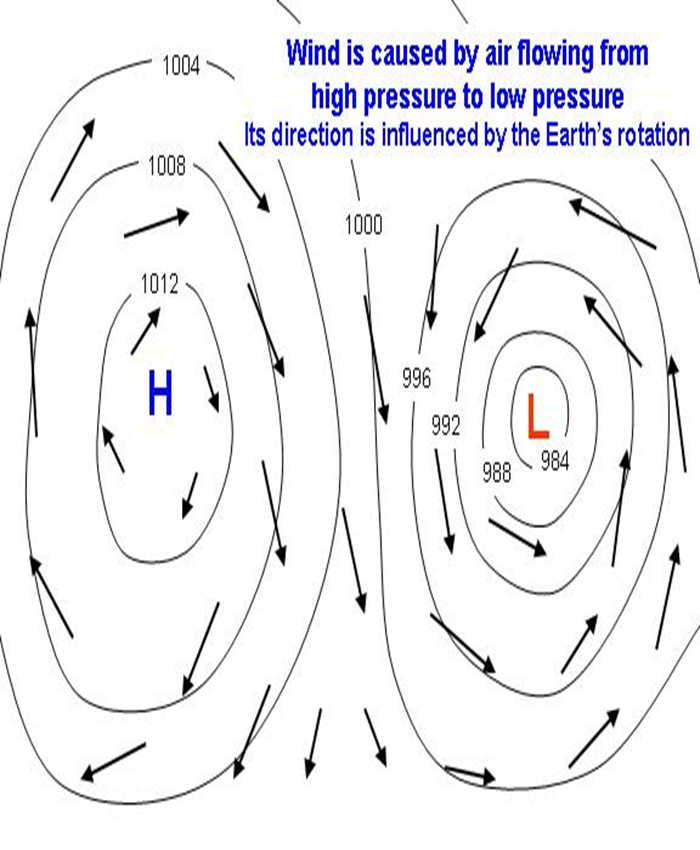 Wind is caused by air flowing from
high pressure to low pressure
Its direction is influenced by the Earth's rotation
1004
1008
1000
1012
H
996
L
992
984
988